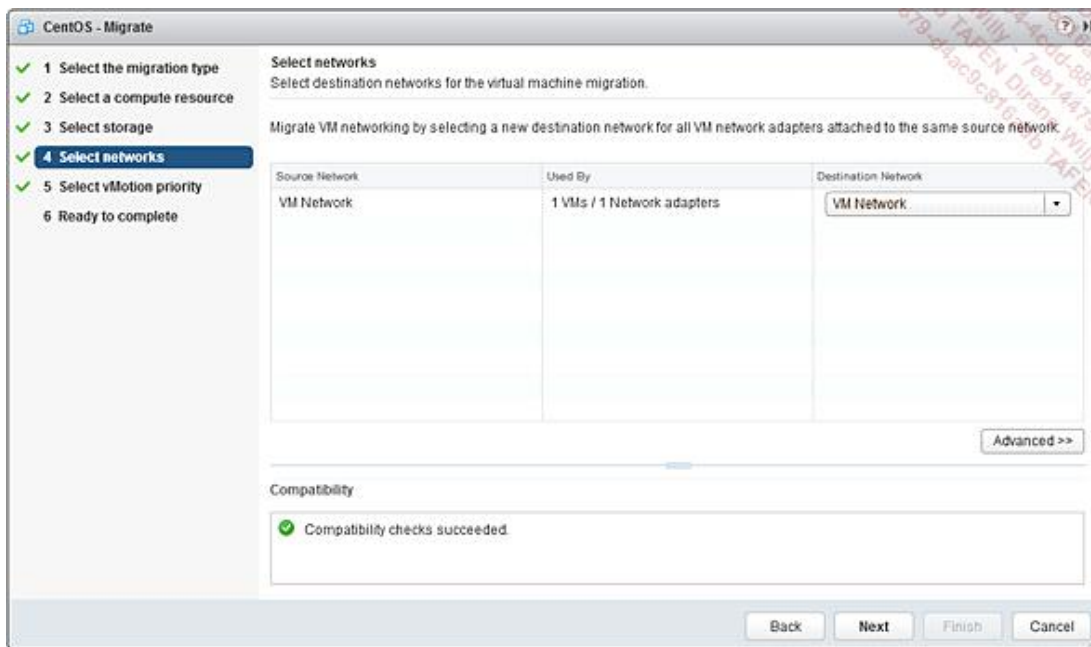 CentOS - Migrate
1 Select the migration type
2 Select a compute resource
3 Select storage
4 Select networks
5 Select vMotion priority
6 Ready to complete
Select networks
Select destination networks for the virtual machine migration.
Migrate VM networking by selecting a new destination network for all VM network adapters attached to the same source network.
Source Network Used By Destination Network
VM Network 1 VMs / 1 Network adapters VM Network
Advanced >>
Compatibility
Compatibility checks succeeded.
Back Next Finish Cancel